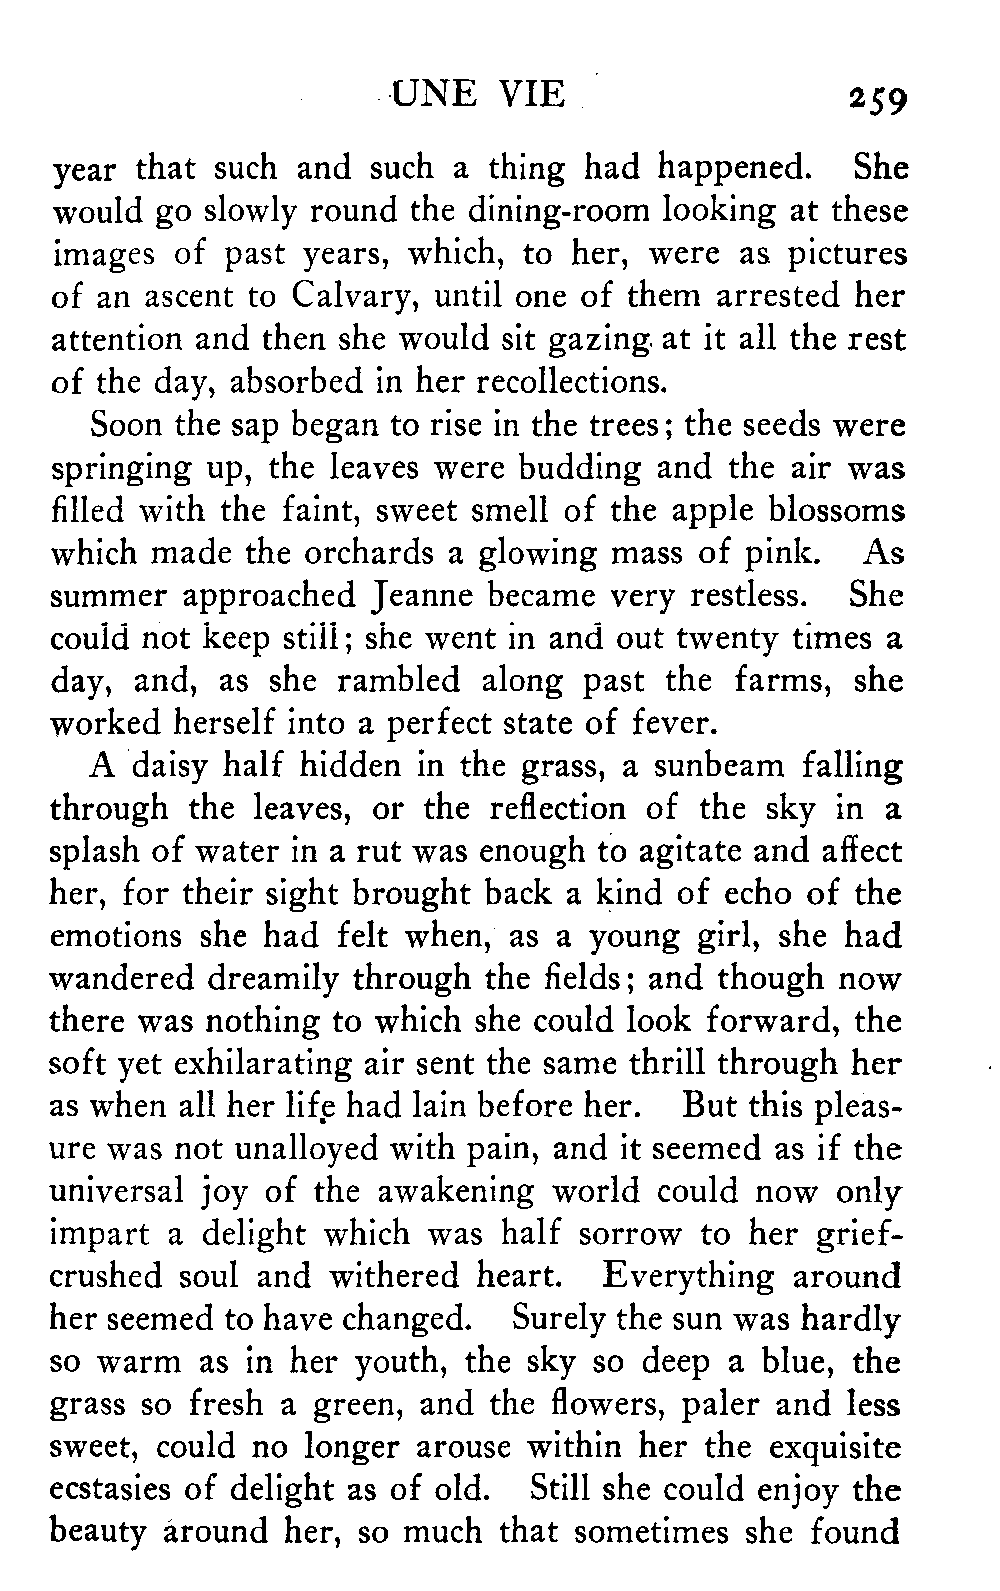 UNE VIE 259
year that such and such a thing had happened. She
would go slowly round the dining-room looking at these
images of past years, which, to her, were as pictures
of an ascent to Calvary, until one of them arrested her
attention and then she would sit gazing at it all the rest
of the day, absorbed in her recollections.
Soon the sap began to rise in the trees; the seeds were
springing up, the leaves were budding and the air was
filled with the faint, sweet smell of the apple blossoms
which made the orchards a glowing mass of pink. As
summer approached Jeanne became very restless. She
could not keep still; she went in and out twenty times a
day, and, as she rambled along past the farms, she
worked herself into a perfect state of fever.
A daisy half hidden in the grass, a sunbeam falling
through the leaves, or the reflection of the sky in a
splash of water in a rut was enough to agitate and affect
her, for their sight brought back a kind of echo of the
emotions she had felt when, as a young girl, she had
wandered dreamily through the fields; and though now
there was nothing to which she could look forward, the
soft yet exhilarating air sent the same thrill through her
as when all her life had lain before her. But this pleas-
ure was not unalloyed with pain, and it seemed as if the
universal joy of the awakening world could now only
impart a delight which was half sorrow to her grief-
crushed soul and withered heart. Everything around
her seemed to have changed. Surely the sun was hardly
so warm as in her youth, the sky so deep a blue, the
grass so fresh a green, and the flowers, paler and less
sweet, could no longer arouse within her the exquisite
ecstasies of delight as of old. Still she could enjoy the
beauty around her, so much that sometimes she found